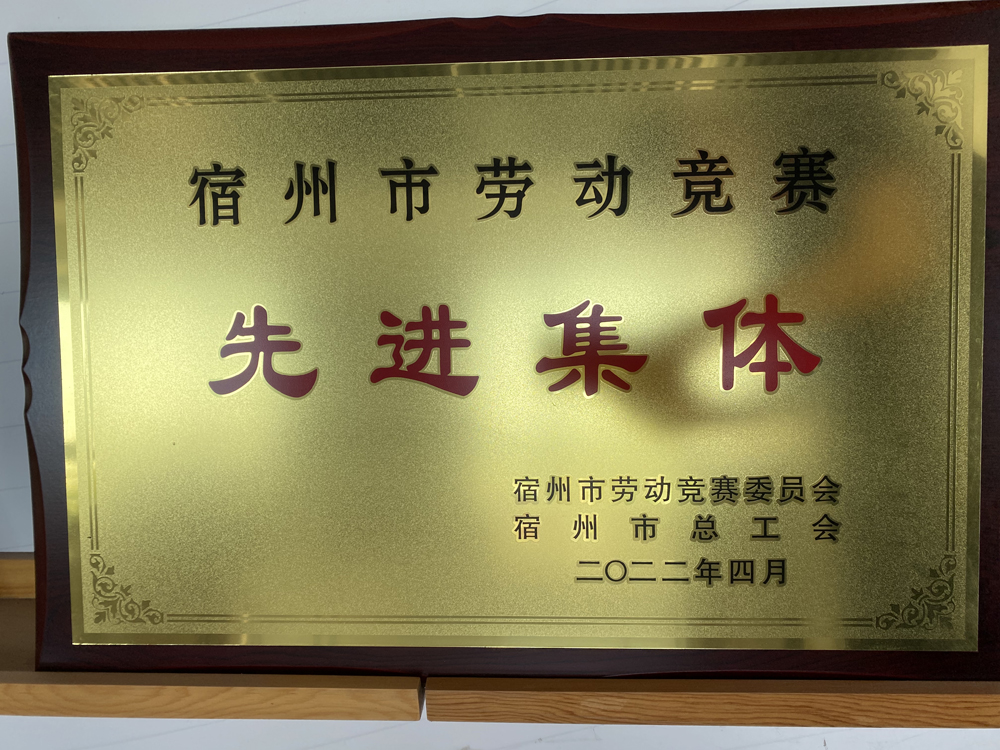 宿州市劳动竞赛
先进集体
宿州市劳动竞赛委员会
宿州市总工会
二〇二二年四月